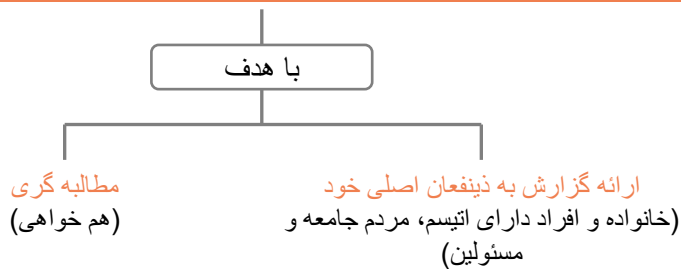 با هدف
ارائه گزارش به ذینفعان اصلی خود
(خانواده و افراد دارای اتیسم، مردم جامعه و
مسئولین)
مطالبه گری
(هم خواهی)